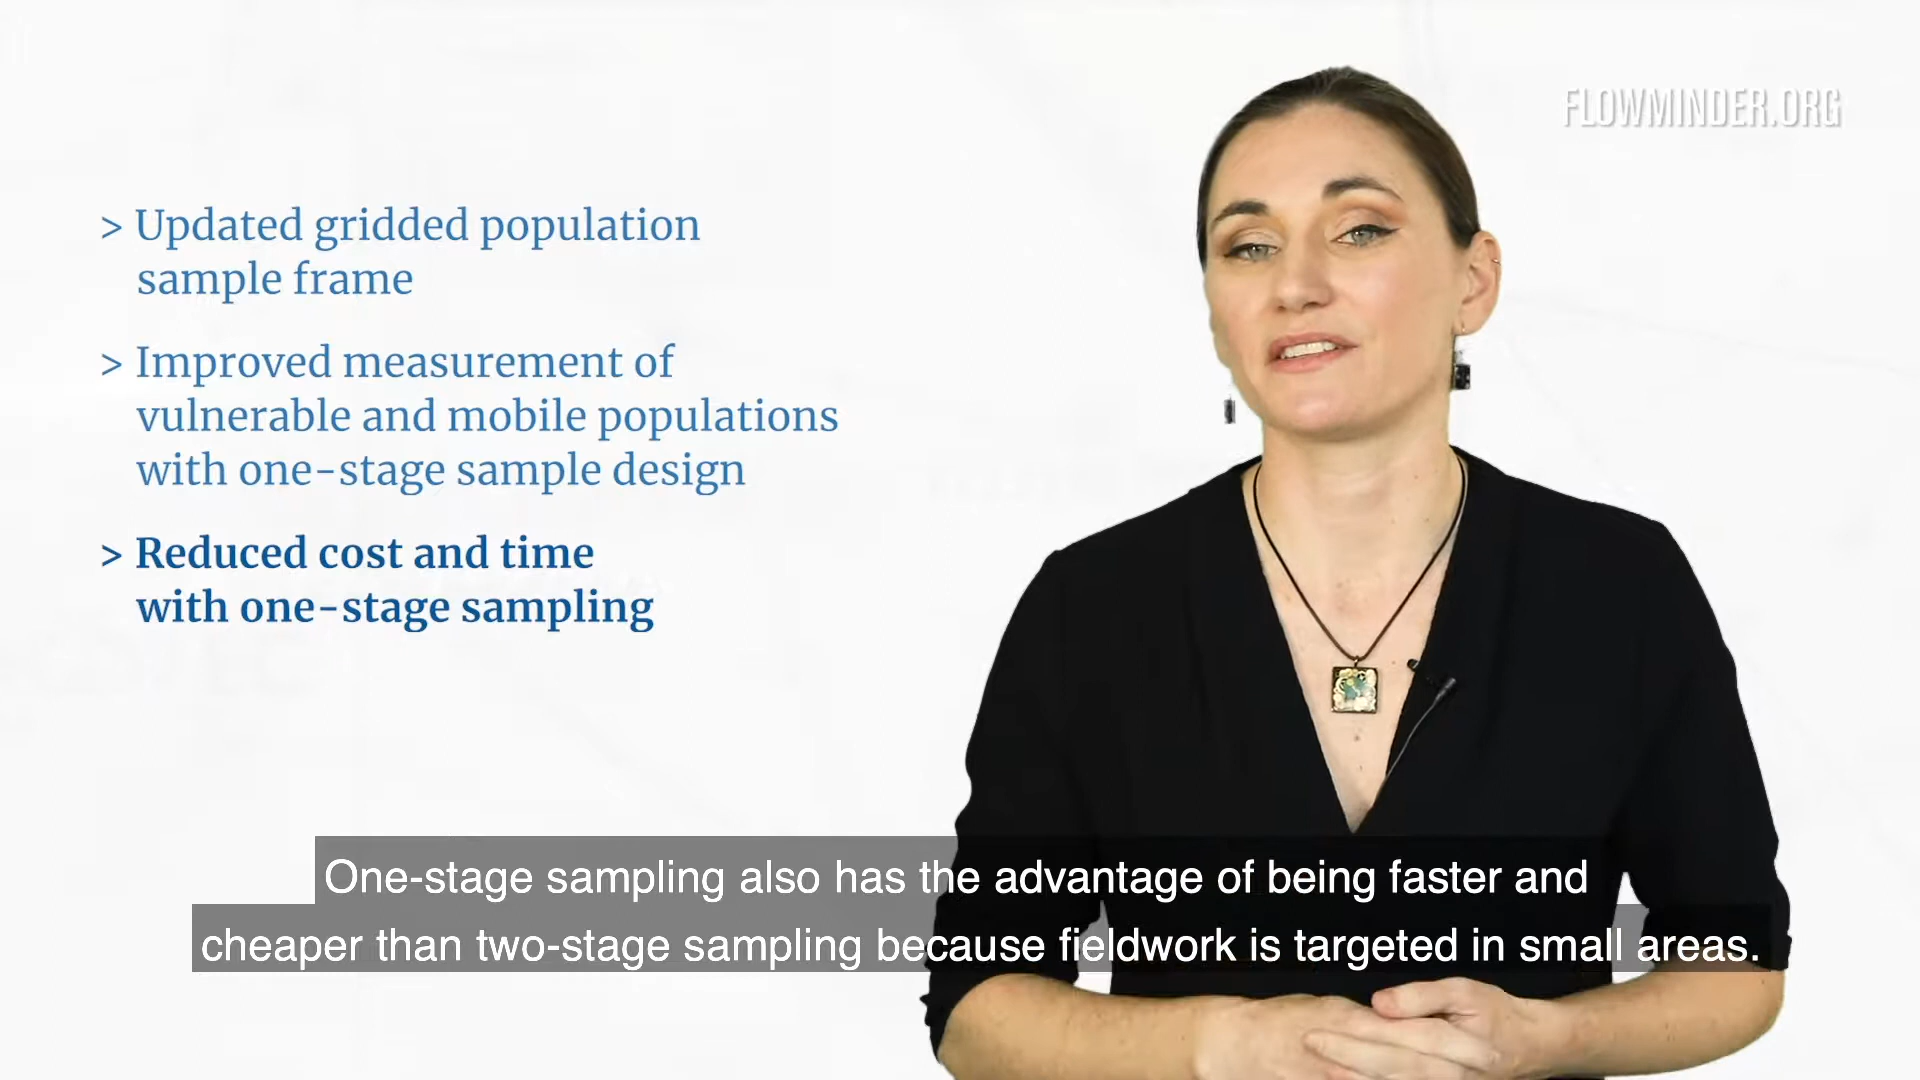 FLOWMINDER.ORG
> Updated gridded population
sample frame
> Improved measurement of
vulnerable and mobile populations
with one-stage sample design
> Reduced cost and time
with one-stage sampling
One-stage sampling also has the advantage of being faster and
cheaper than two-stage sampling because fieldwork is targeted in small areas.